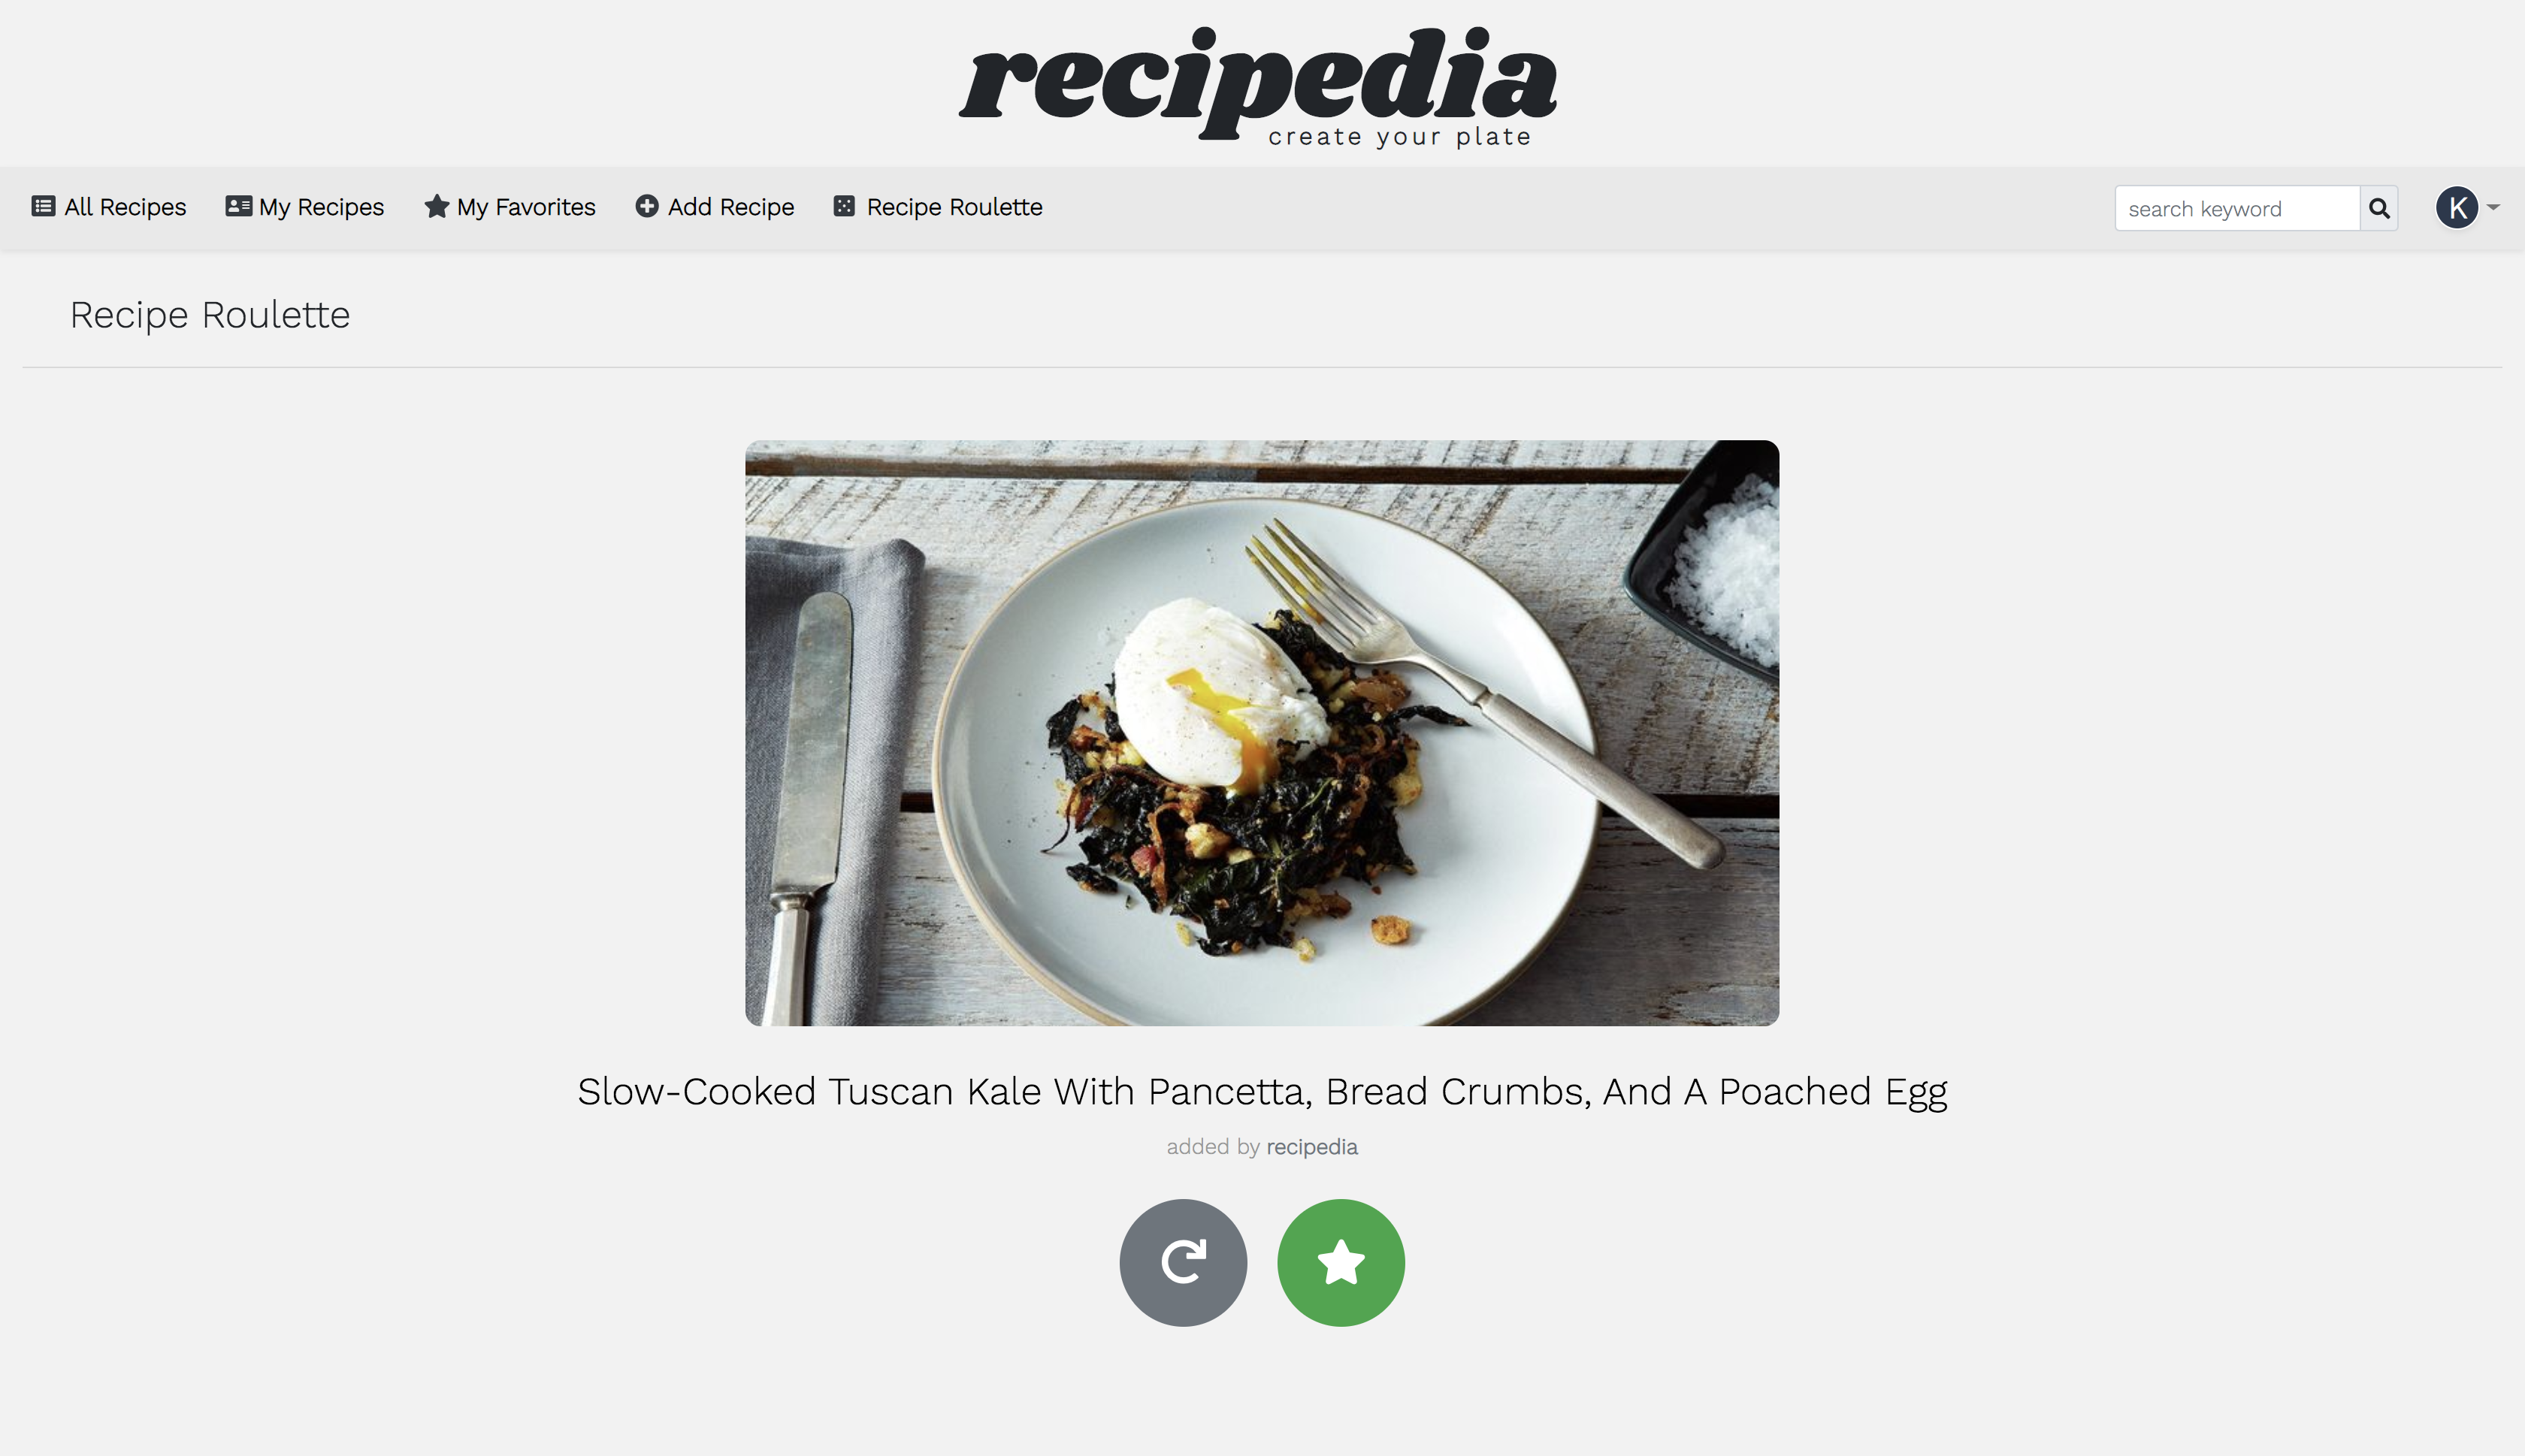 recipedia
create your plate
All Recipes My Recipes My Favorites Add Recipe Recipe Roulette search keyword K
Recipe Roulette
Slow-Cooked Tuscan Kale With Pancetta, Bread Crumbs, And A Poached Egg
added by recipedia